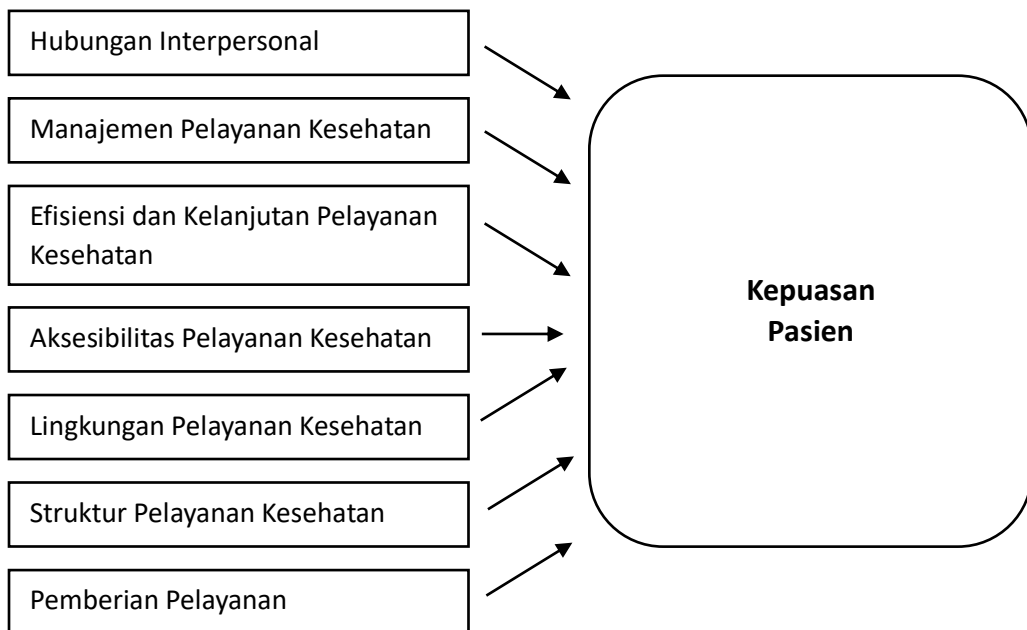 Hubungan Interpersonal
Manajemen Pelayanan Kesehatan
Efisiensi dan Kelanjutan Pelayanan
Kesehatan
Aksesibilitas Pelayanan Kesehatan
Lingkungan Pelayanan Kesehatan
Struktur Pelayanan Kesehatan
Pemberian Pelayanan
Kepuasan
Pasien